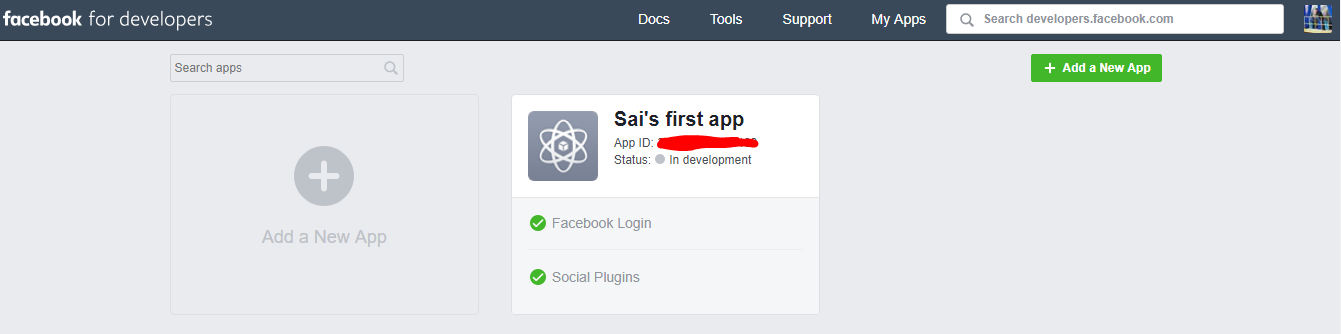 facebook for developers
Docs
Tools
Support
My Apps
Search developers.facebook.com
Search apps
+ Add a New App
Add a New App
Sai's first app
App ID:
Status: In development
Facebook Login
Social Plugins